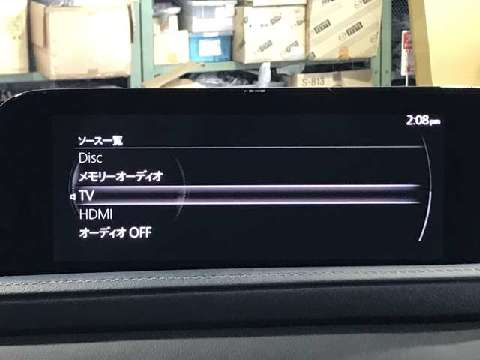 S-813
2:08pm
ソース一覧
Disc
メモリーオーディオ
TV
HDMI
オーディオ OFF